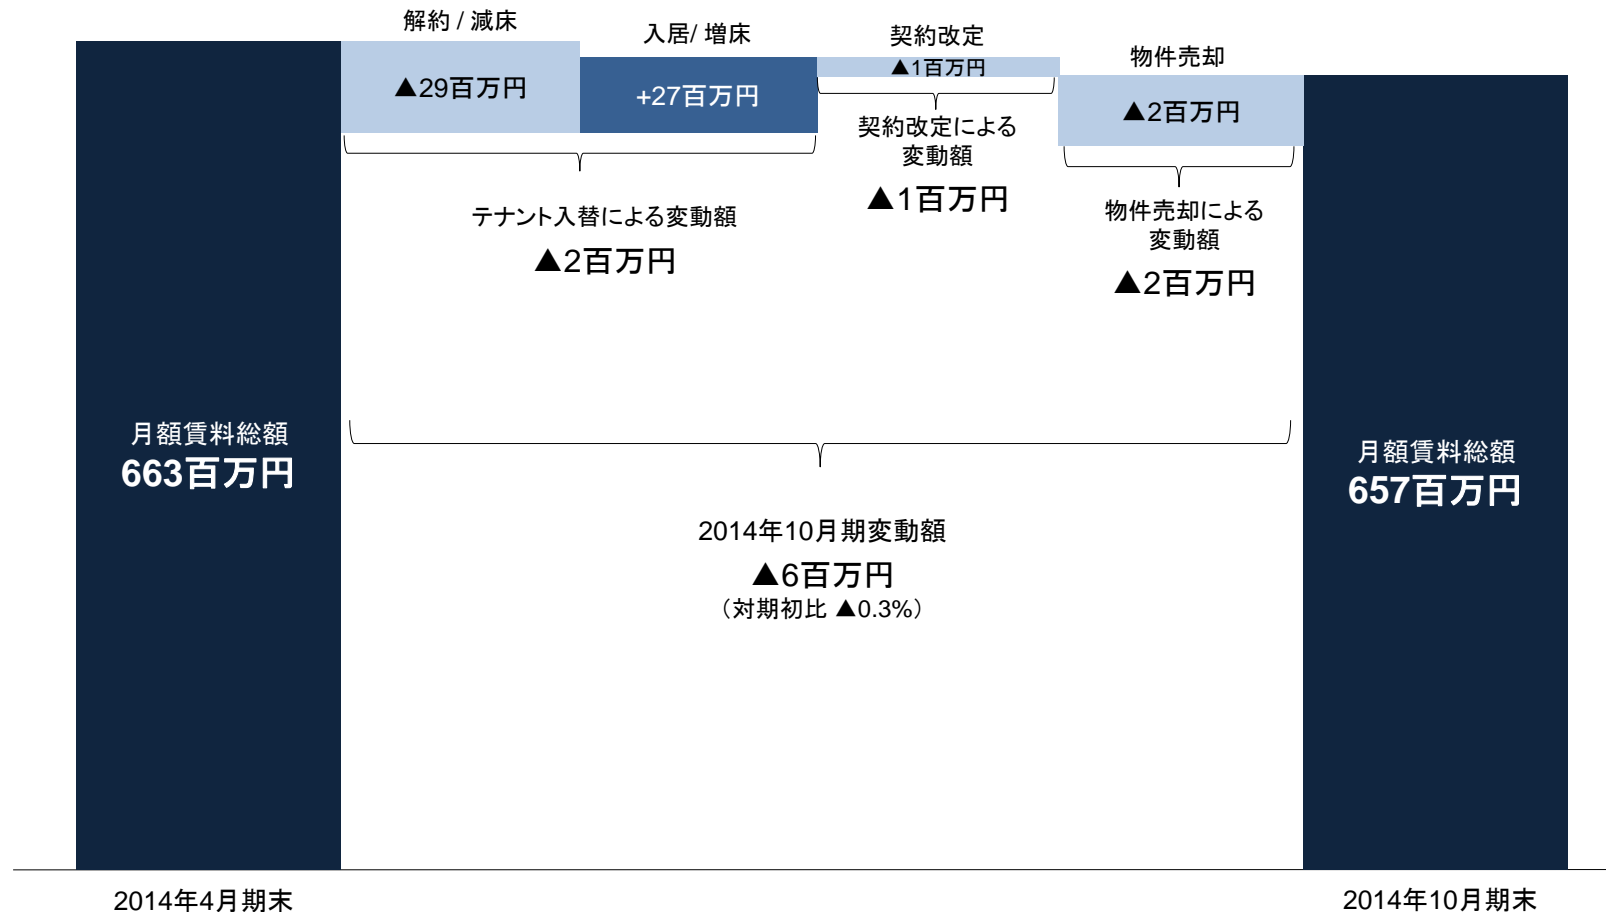 解約 / 減床
入居/ 増床
契約改定
物件売却
▲29百万円
+27百万円
▲1百万円
▲2百万円
テナント入替による変動額
▲2百万円
契約改定による
変動額
▲1百万円
物件売却による
変動額
▲2百万円
月額賃料総額
663百万円
月額賃料総額
657百万円
2014年10月期変動額
▲6百万円
（対期初比 ▲0.3%）
2014年4月期末
2014年10月期末